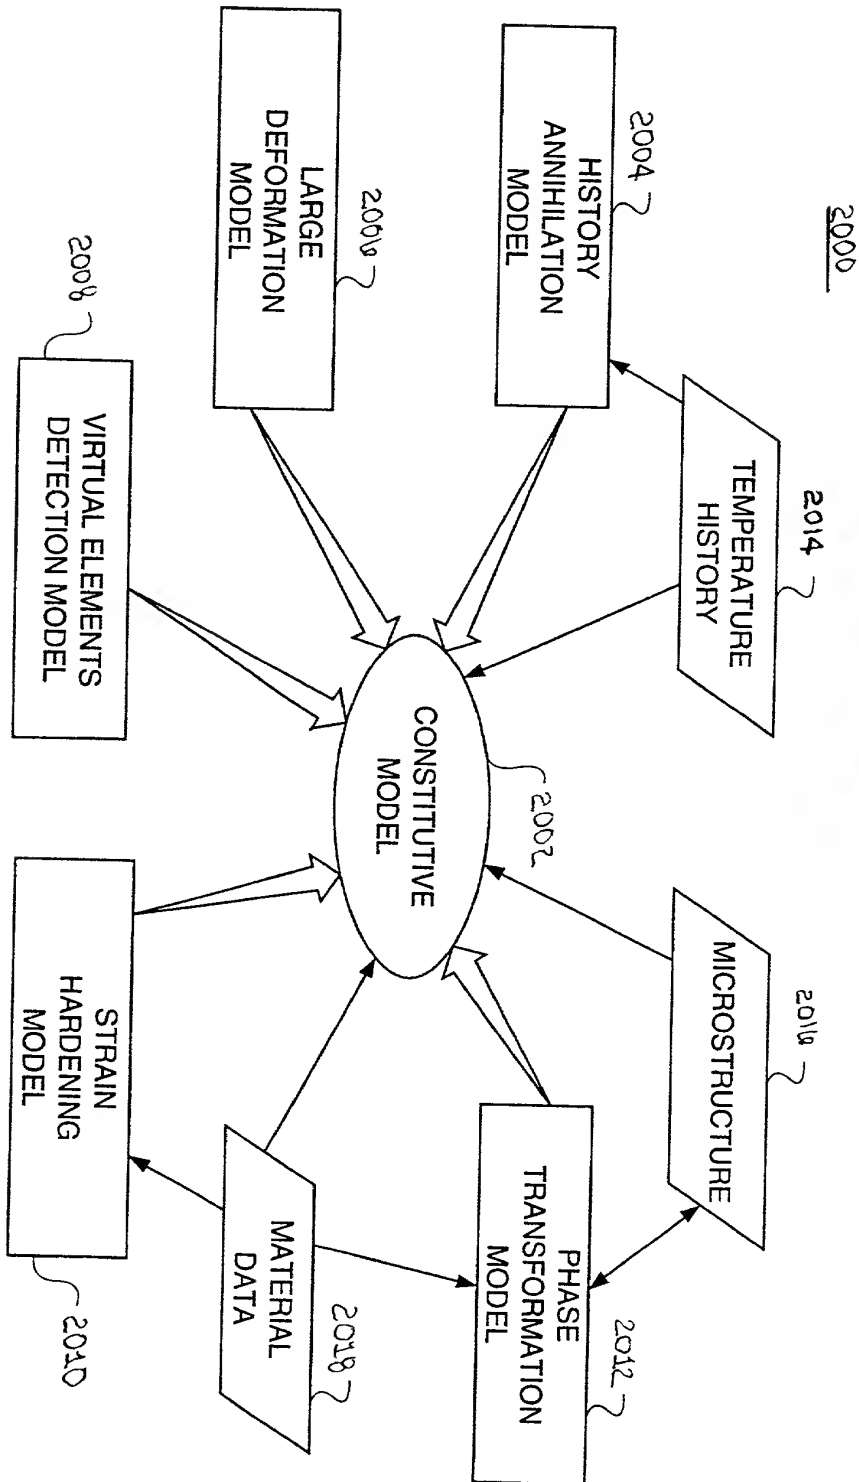 2000
2014
TEMPERATURE
HISTORY
2016
MICROSTRUCTURE
2004
HISTORY
ANNIHILATION
MODEL
2002
CONSTITUTIVE
MODEL
2012
PHASE
TRANSFORMATION
MODEL
2006
LARGE
DEFORMATION
MODEL
2018
MATERIAL
DATA
2008
VIRTUAL ELEMENTS
DETECTION MODEL
2010
STRAIN
HARDENING
MODEL